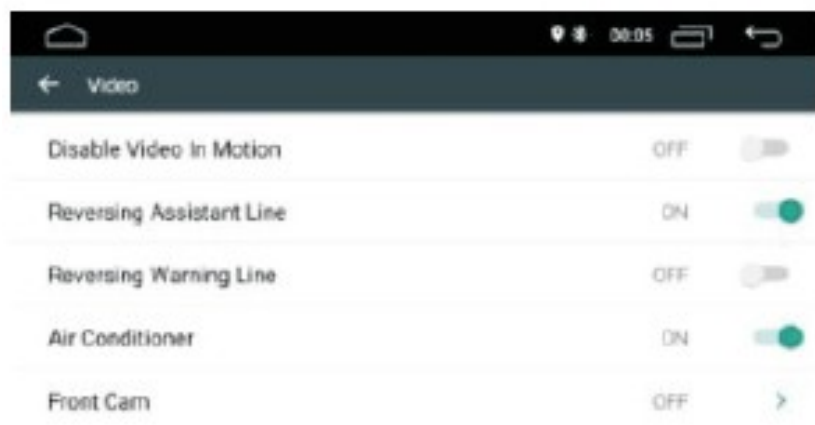 00:05
Video
Disable Video In Motion OFF
Reversing Assistant Line ON
Reversing Warning Line OFF
Air Conditioner ON
Front Cam OFF